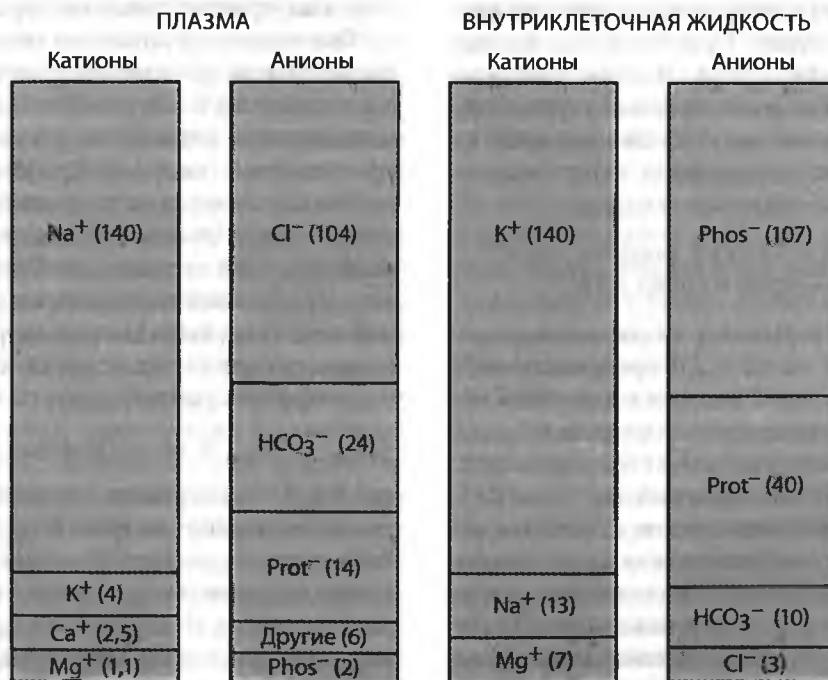 ПЛАЗМА
Катионы
Анионы
Na+ (140)
K+ (4)
Ca+ (2,5)
Mg+ (1,1)
Cl− (104)
HCO3− (24)
Prot− (14)
Другие (6)
Phos− (2)
ВНУТРИКЛЕТОЧНАЯ ЖИДКОСТЬ
Катионы
Анионы
K+ (140)
Na+ (13)
Mg+ (7)
Phos− (107)
Prot− (40)
HCO3− (10)
Cl− (3)